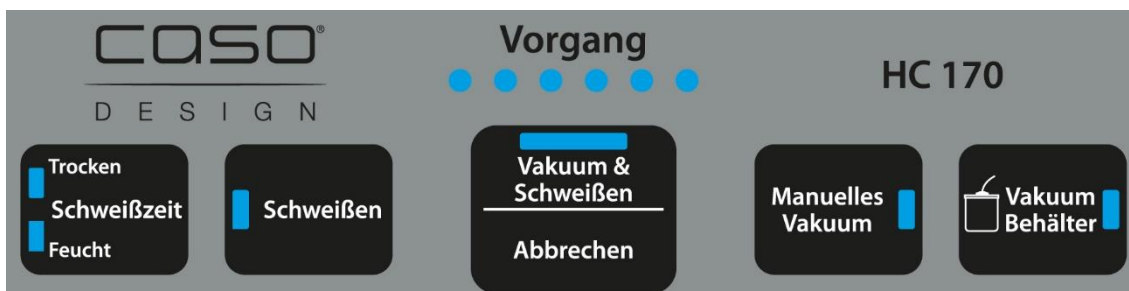 caso®
DESIGN
Vorgang
HC 170
Trocken
Schweißzeit
Feucht
Schweißen
Vakuum &
Schweißen
Abbrechen
Manuelles
Vakuum
Vakuum
Behälter